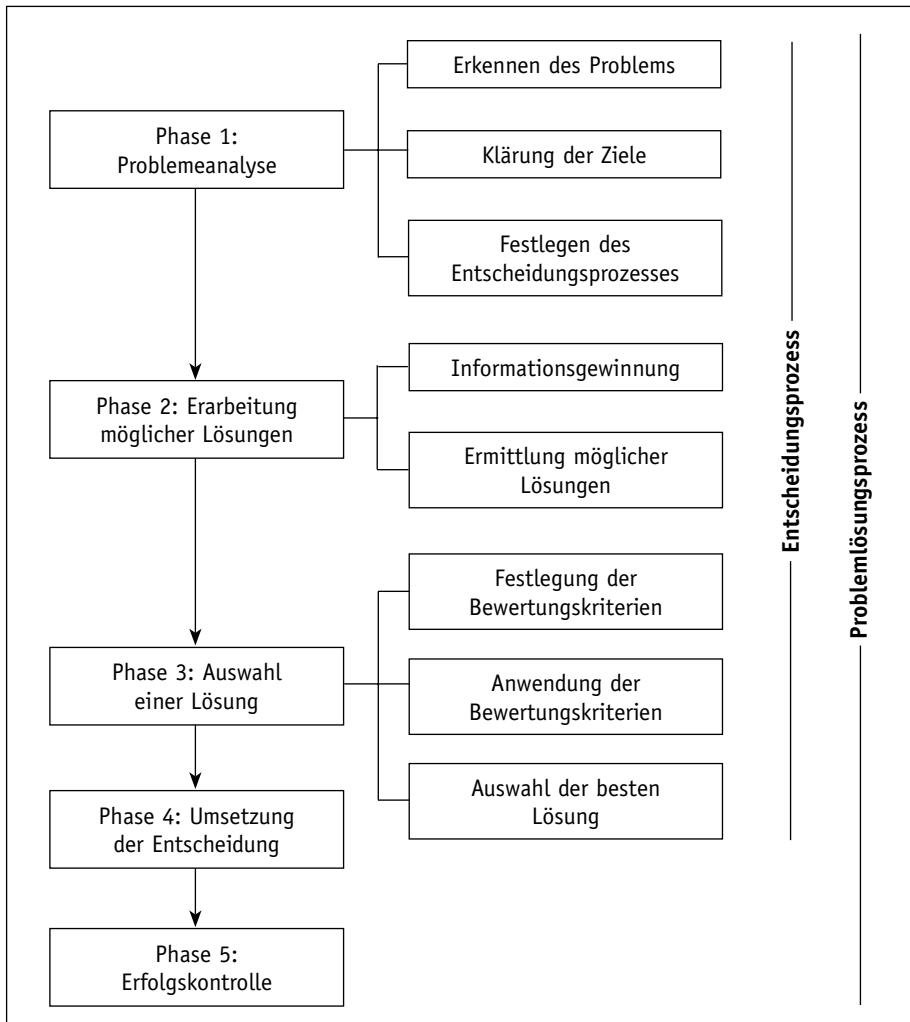 Phase 1:
Problemeanalyse
Erkennen des Problems
Klärung der Ziele
Festlegen des
Entscheidungsprozesses
Phase 2: Erarbeitung
möglicher Lösungen
Informationsgewinnung
Ermittlung möglicher
Lösungen
Phase 3: Auswahl
einer Lösung
Festlegung der
Bewertungskriterien
Anwendung der
Bewertungskriterien
Auswahl der besten
Lösung
Phase 4: Umsetzung
der Entscheidung
Phase 5:
Erfolgskontrolle
Entscheidungsprozess
Problemlösungsprozess